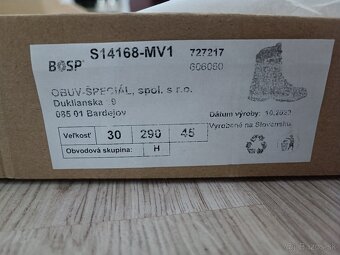 S14168-MV1 727217
BOSP 606060
OBUV-ŠPECIÁL, spol. s r.o.
Duklianska 9
085 01 Bardejov
Dátum výroby: 10.2023
Vyrobené na Slovensku
Veľkosť 30 290 45
Obvodová skupina: H